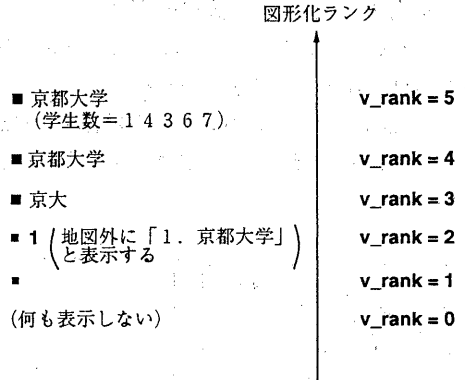 図形化ランク
■ 京都大学 v_rank = 5
(学生数=14367)
■ 京都大学 v_rank = 4
■ 京大 v_rank = 3
■ 1 (地図外に「1. 京都大学」 v_rank = 2
と表示する)
■ v_rank = 1
(何も表示しない) v_rank = 0